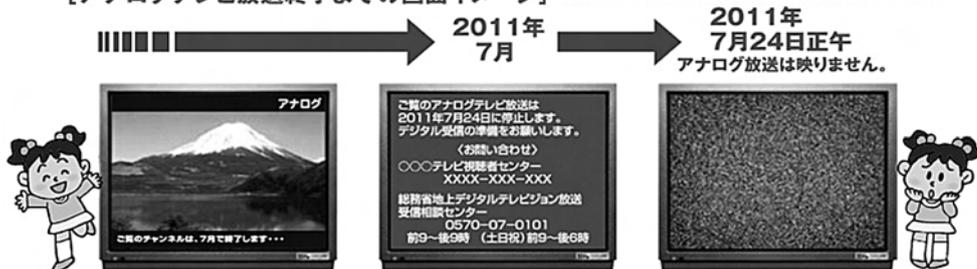 [アナログテレビ放送終了までの画面イメージ]
2011年
7月
2011年
7月24日正午
アナログ放送は映りません。
アナログ
ご覧のチャンネルは、7月で終了します・・・
ご覧のアナログテレビ放送は
2011年7月24日に停止します。
デジタル受信の準備をお願いします。
〈お問い合わせ〉
○○○テレビ視聴者センター
XXXX-XXX-XXX
総務省地上デジタルテレビジョン放送
受信相談センター
0570-07-0101
前9〜後9時 (土日祝)前9〜後6時